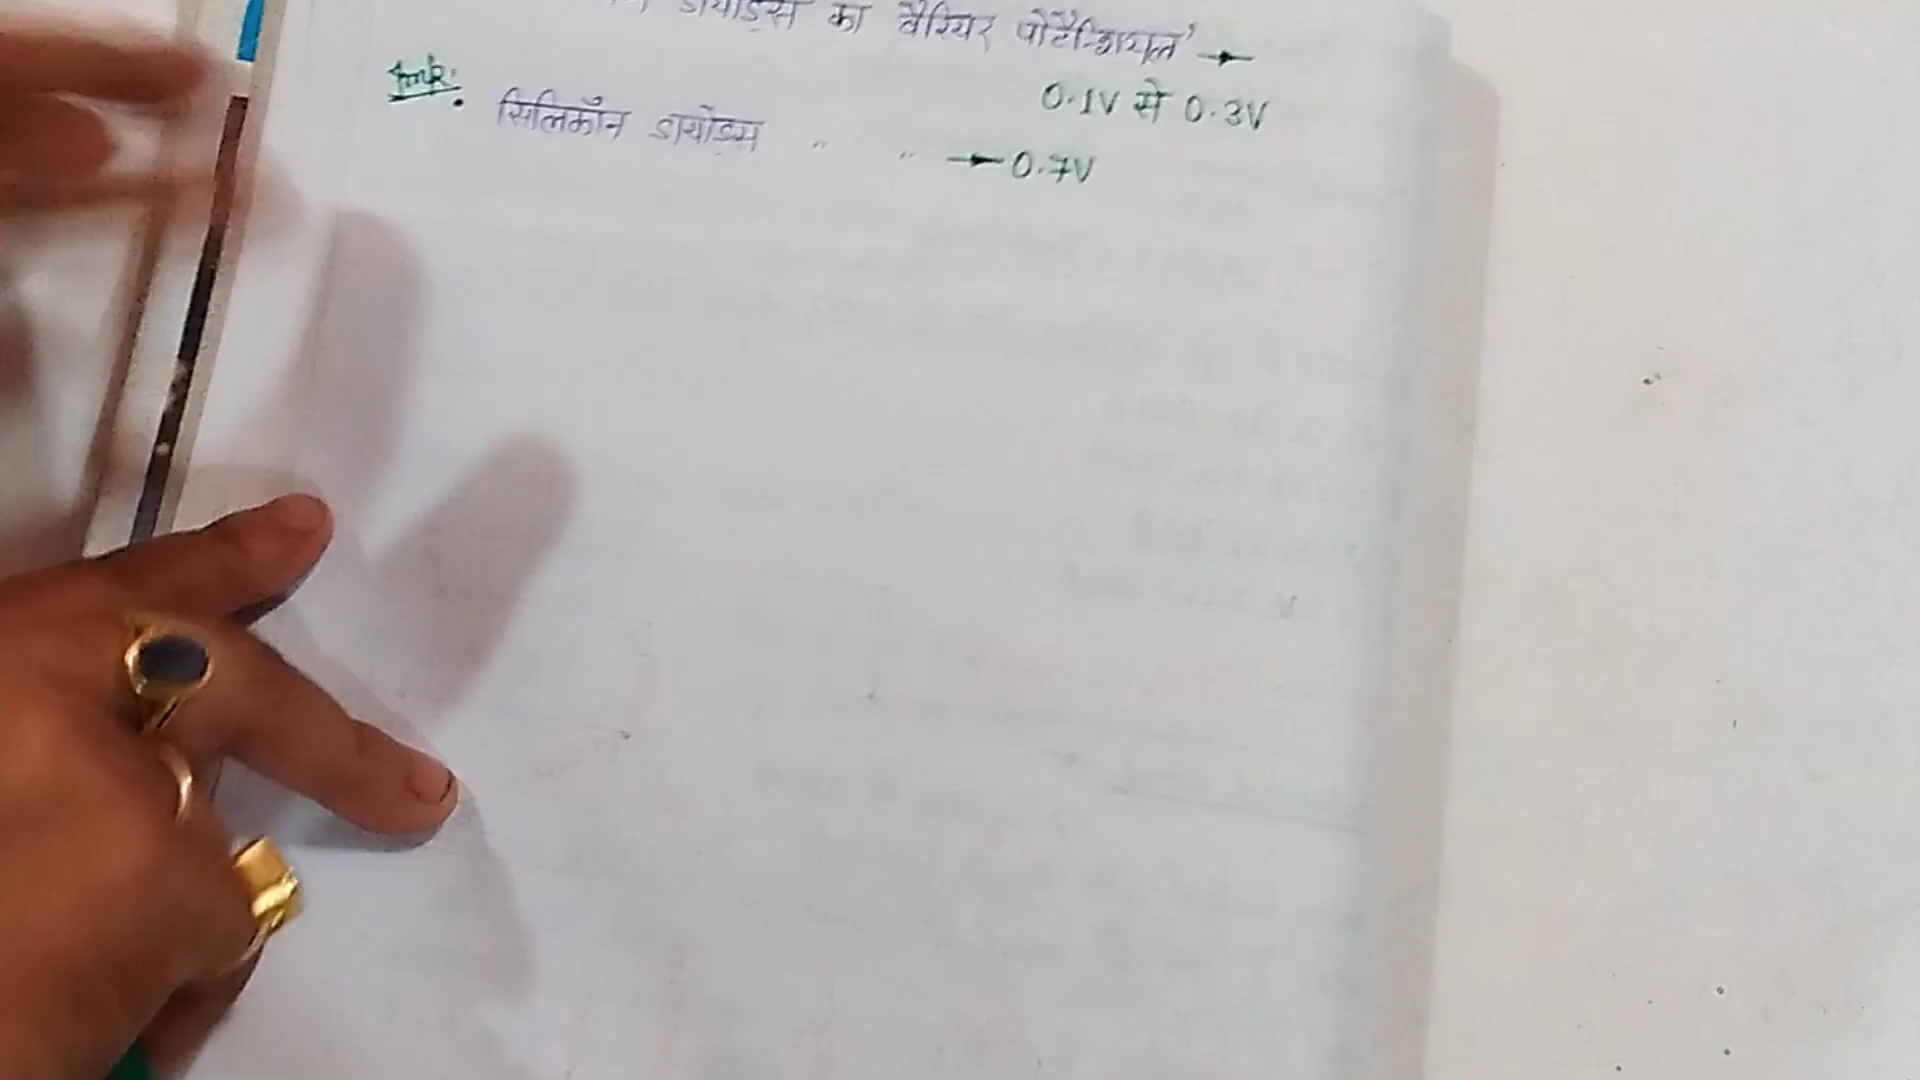 डायोड्स का बैरियर पोटैन्शियल' →
0.1V से 0.3V
Imp. सिलिकॉन डायोड्स " " → 0.7V